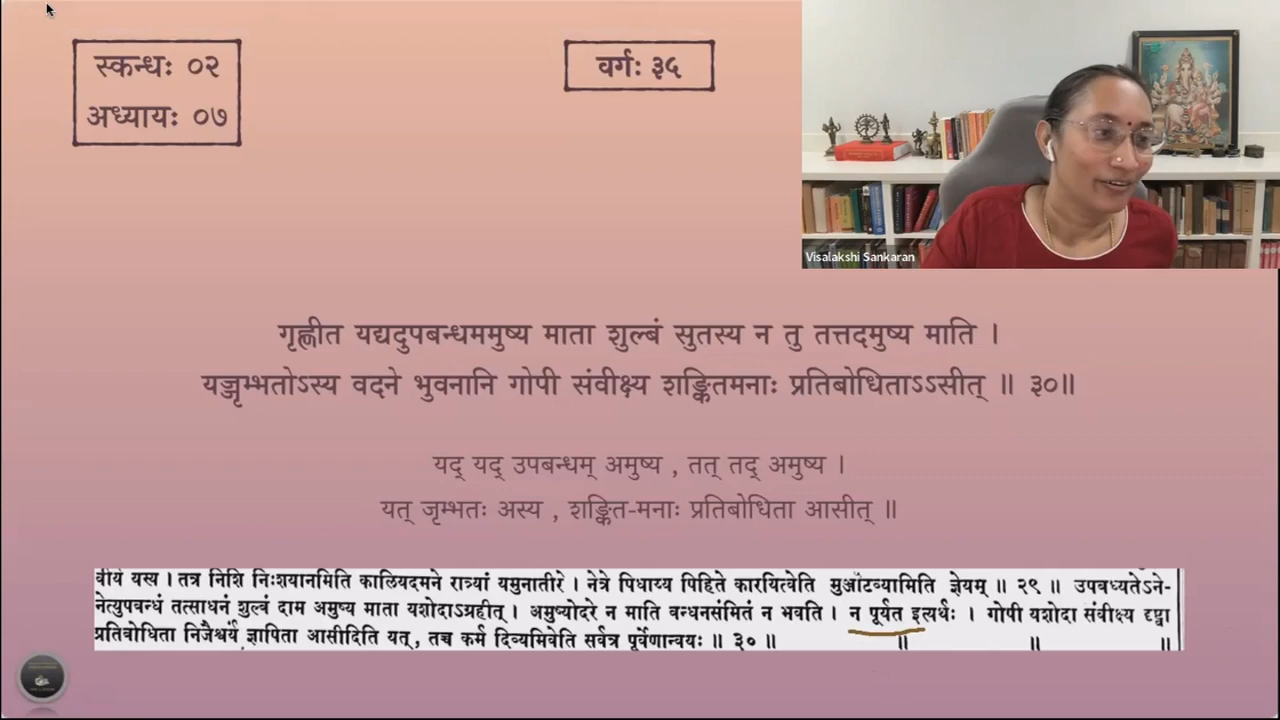 स्कन्धः ०२
अध्यायः ०७
वर्गः ३५
Visalakshi Sankaran
गृह्णीत यद्यदुपबन्धममुष्य माता शुल्बं सुतस्य न तु तत्तदमुष्य माति ।
यज्जृम्भतोऽस्य वदने भुवनानि गोपी संवीक्ष्य शङ्कितमनाः प्रतिबोधिताऽऽसीत् ॥ ३०॥
यद् यद् उपबन्धम् अमुष्य , तत् तद् अमुष्य ।
यत् जृम्भतः अस्य , शङ्कित-मनाः प्रतिबोधिता आसीत् ॥
वीर्यं यस्य । तत्र निशि निःशयानमिति कालियदमने रात्र्यां यमुनातीरे । नेत्रे पिधाय्य पिहिते कारयित्वेति मुञ्जाटव्यामिति ज्ञेयम् ॥ २९ ॥ उपबध्यतेऽने-
नेत्युपबन्धं तत्साधनं शुल्बं दाम अमुष्य माता यशोदाऽग्रहीत् । अमुष्योदरे न माति बन्धनसंमितं न भवति । न पूर्यत इत्यर्थः । गोपी यशोदा संवीक्ष्य दृष्ट्वा
प्रतिबोधिता निजैश्वर्यं ज्ञापिता आसीदिति यत् , तच्च कर्म दिव्यमिवेति सर्वत्र पूर्वेणान्वयः ॥ ३० ॥ ॥ ॥ ॥